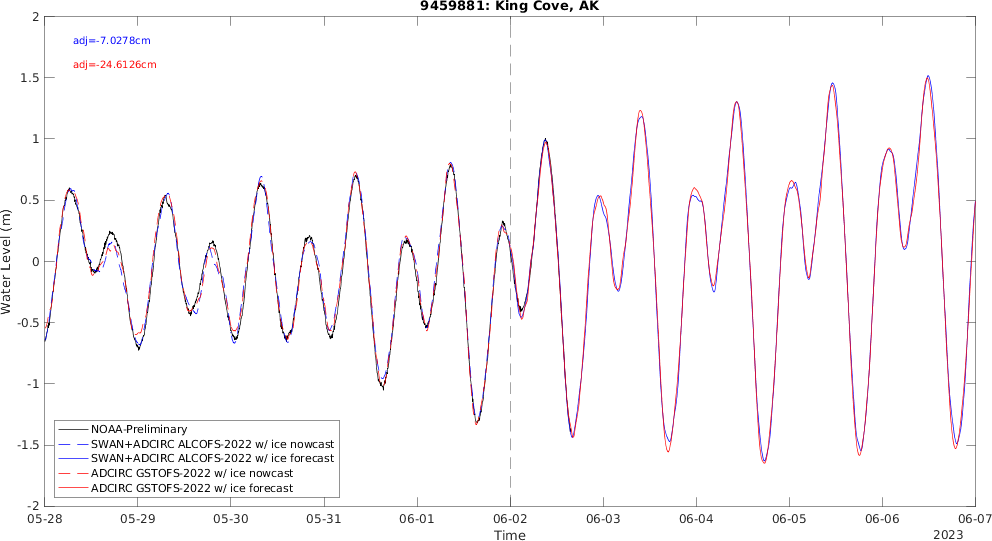 9459881: King Cove, AK
adj=-7.0278cm
adj=-24.6126cm
Water Level (m)
2
1.5
1
0.5
0
-0.5
-1
-1.5
-2
NOAA-Preliminary
SWAN+ADCIRC ALCOFS-2022 w/ ice nowcast
SWAN+ADCIRC ALCOFS-2022 w/ ice forecast
ADCIRC GSTOFS-2022 w/ ice nowcast
ADCIRC GSTOFS-2022 w/ ice forecast
05-28 05-29 05-30 05-31 06-01 06-02 06-03 06-04 06-05 06-06 06-07
Time
2023